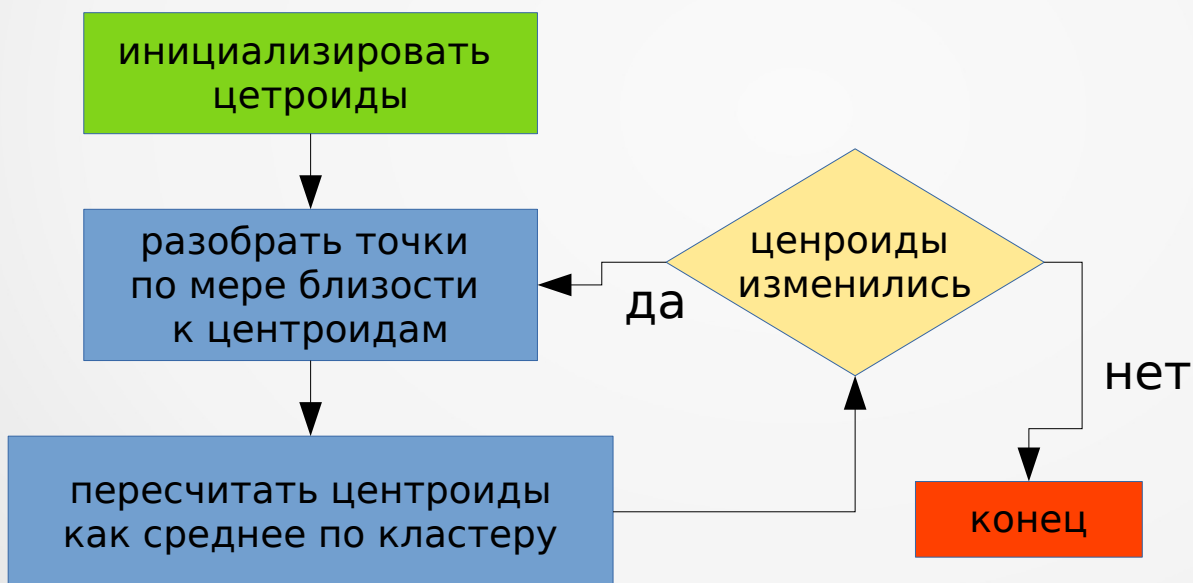 инициализировать
цетроиды
разобрать точки
по мере близости
к центроидам
ценроиды
изменились
да
нет
пересчитать центроиды
как среднее по кластеру
конец